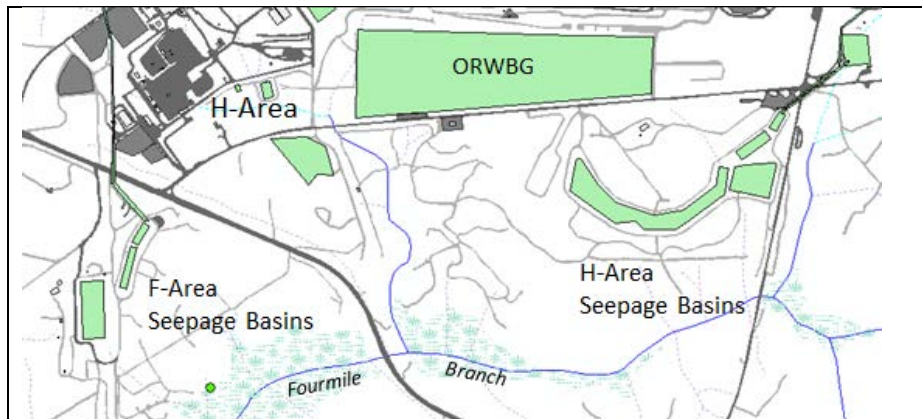 ORWBG
H-Area
H-Area
Seepage Basins
F-Area
Seepage Basins
Fourmile Branch